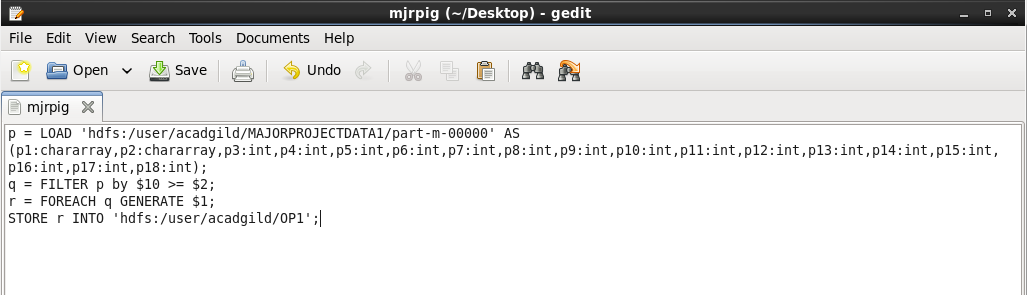 mjrpig (~/Desktop) - gedit
File Edit View Search Tools Documents Help
Open Save Undo
mjrpig
p = LOAD 'hdfs:/user/acadgild/MAJORPROJECTDATA1/part-m-00000' AS
(p1:chararray,p2:chararray,p3:int,p4:int,p5:int,p6:int,p7:int,p8:int,p9:int,p10:int,p11:int,p12:int,p13:int,p14:int,p15:int,
p16:int,p17:int,p18:int);
q = FILTER p by $10 >= $2;
r = FOREACH q GENERATE $1;
STORE r INTO 'hdfs:/user/acadgild/OP1';